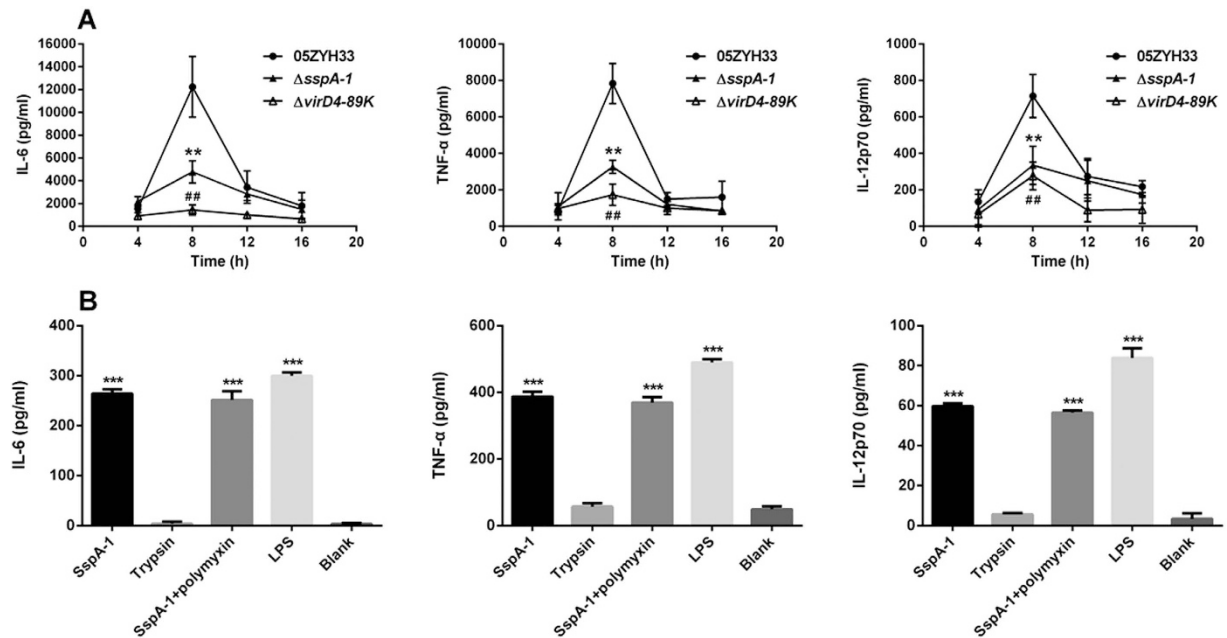 A
16000
14000
12000
10000
8000
6000
4000
2000
0
IL-6 (pg/ml)
0 4 8 12 16 20
Time (h)
05ZYH33
ΔsspA-1
ΔvirD4-89K
**
##
10000
8000
6000
4000
2000
0
TNF-α (pg/ml)
0 4 8 12 16 20
Time (h)
05ZYH33
ΔsspA-1
ΔvirD4-89K
**
##
1000
800
600
400
200
0
IL-12p70 (pg/ml)
0 4 8 12 16 20
Time (h)
05ZYH33
ΔsspA-1
ΔvirD4-89K
**
##
B
400
300
200
100
0
IL-6 (pg/ml)
*** *** ***
SspA-1
Trypsin
SspA-1+polymyxin
LPS
Blank
600
400
200
0
TNF-α (pg/ml)
*** *** ***
SspA-1
Trypsin
SspA-1+polymyxin
LPS
Blank
100
80
60
40
20
0
IL-12p70 (pg/ml)
*** *** ***
SspA-1
Trypsin
SspA-1+polymyxin
LPS
Blank